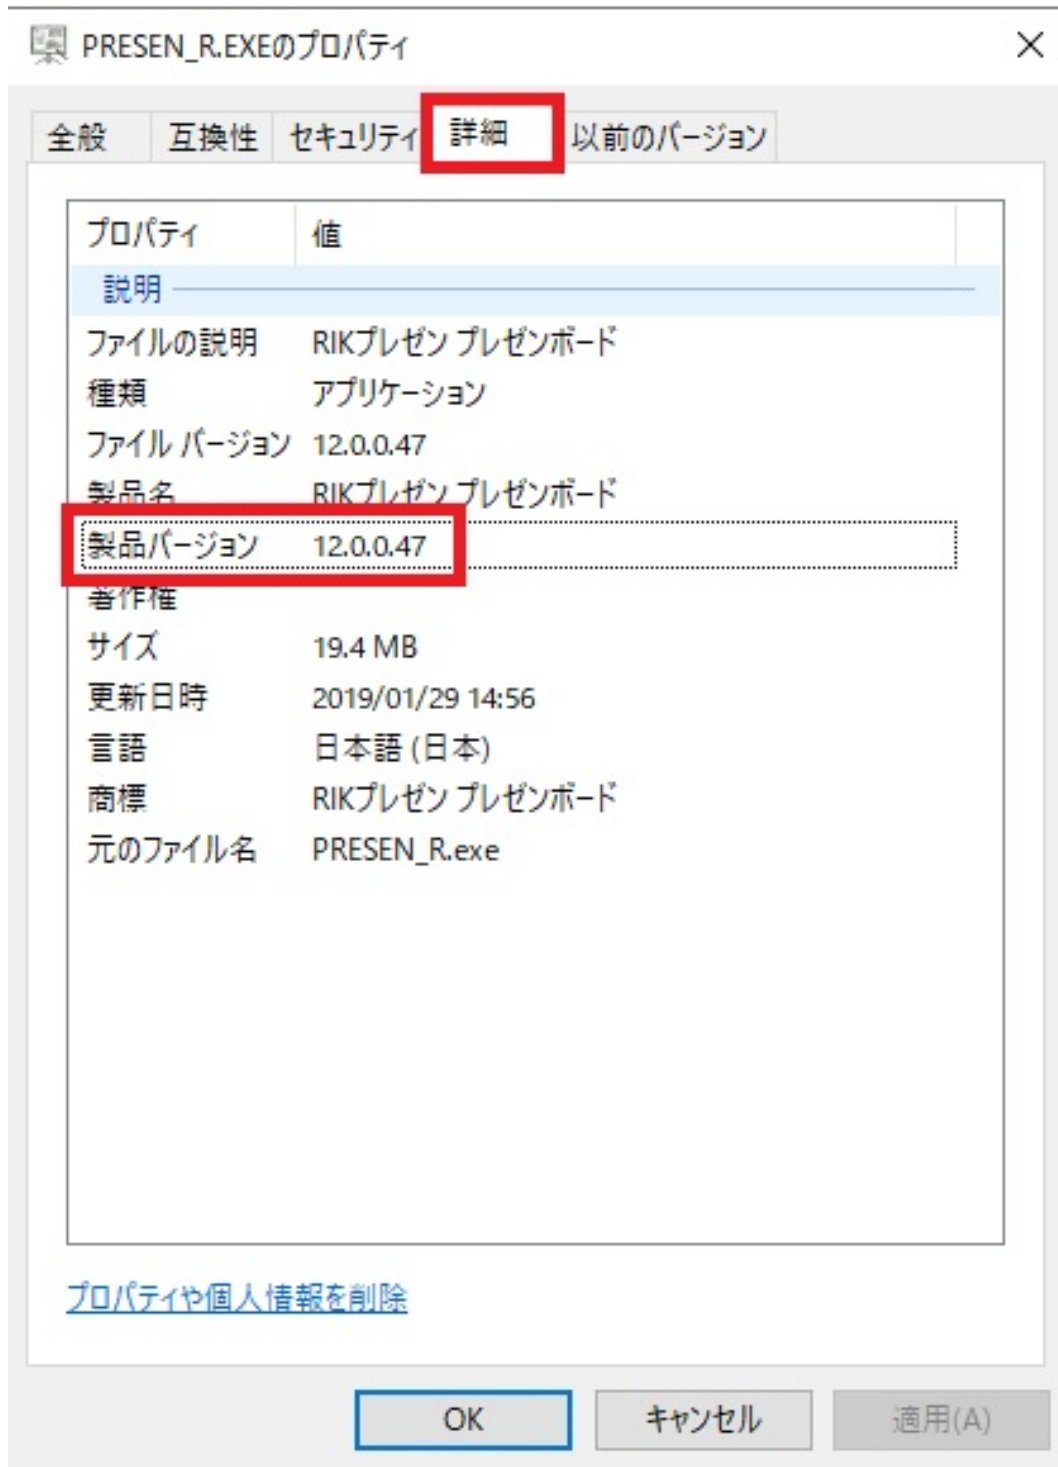 PRESEN_R.EXEのプロパティ
全般 互換性 セキュリティ 詳細 以前のバージョン
プロパティ 値
説明
ファイルの説明 RIKプレゼン プレゼンボード
種類 アプリケーション
ファイル バージョン 12.0.0.47
製品名 RIKプレゼン プレゼンボード
製品バージョン 12.0.0.47
著作権
サイズ 19.4 MB
更新日時 2019/01/29 14:56
言語 日本語 (日本)
商標 RIKプレゼン プレゼンボード
元のファイル名 PRESEN_R.exe
プロパティや個人情報を削除
OK キャンセル 適用(A)